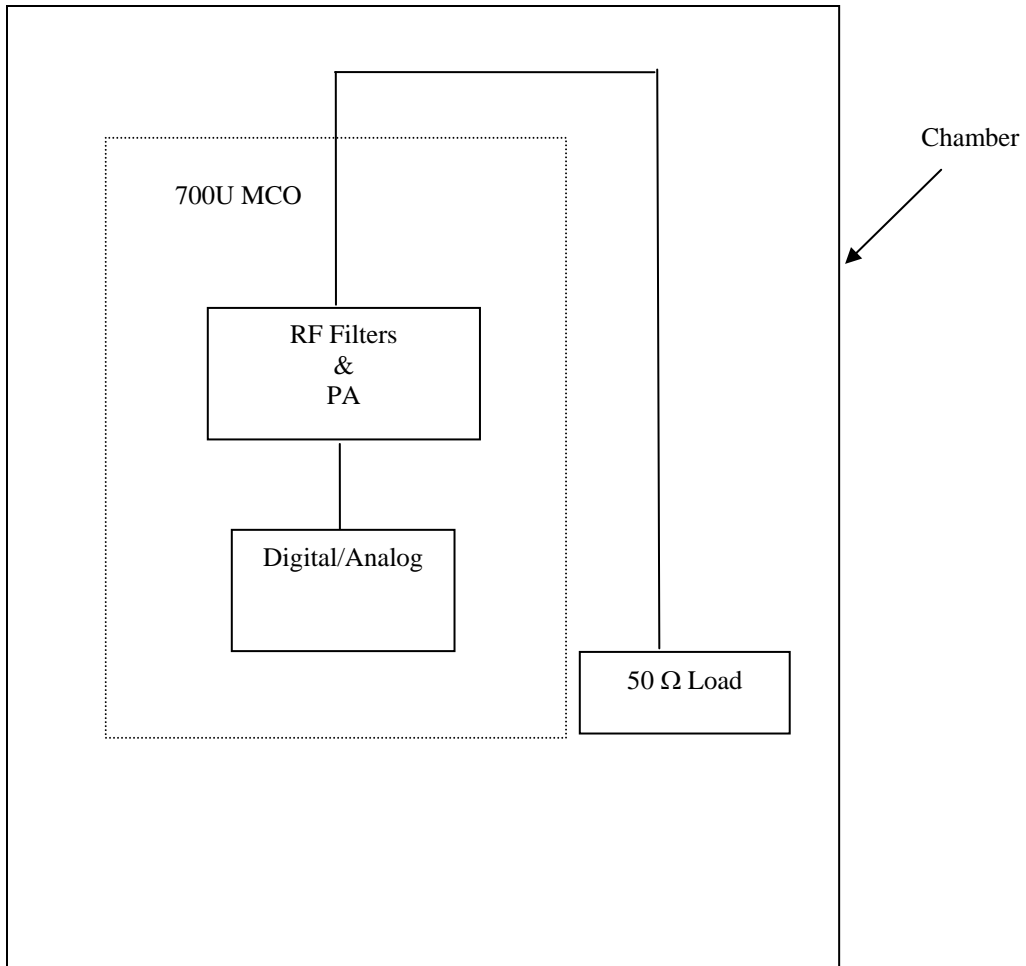 Chamber
700U MCO
RF Filters
&
PA
Digital/Analog
50 Ω Load